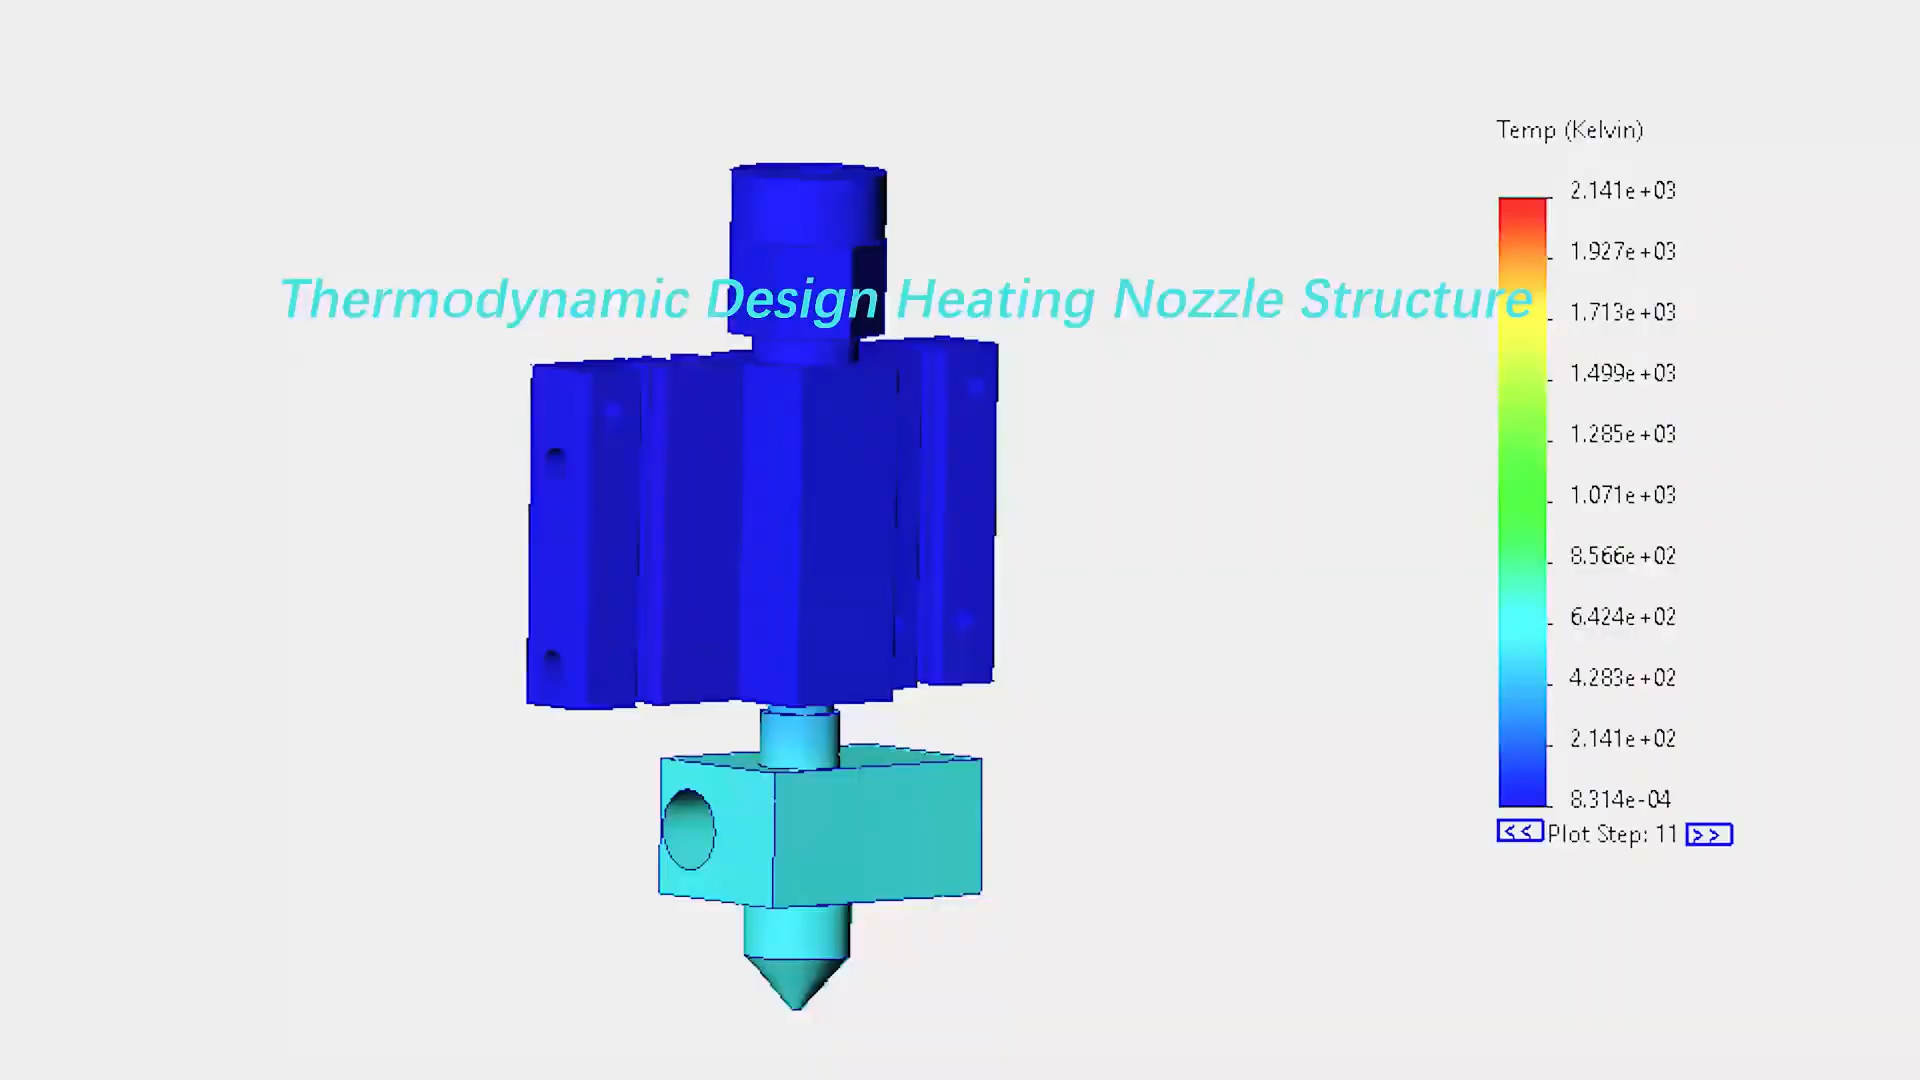 Temp (Kelvin)
2.141e+03
1.927e+03
Thermodynamic Design Heating Nozzle Structure
1.713e+03
1.499e+03
1.285e+03
1.071e+03
8.566e+02
6.424e+02
4.283e+02
2.141e+02
8.314e-04
<< Plot Step: 11 >>